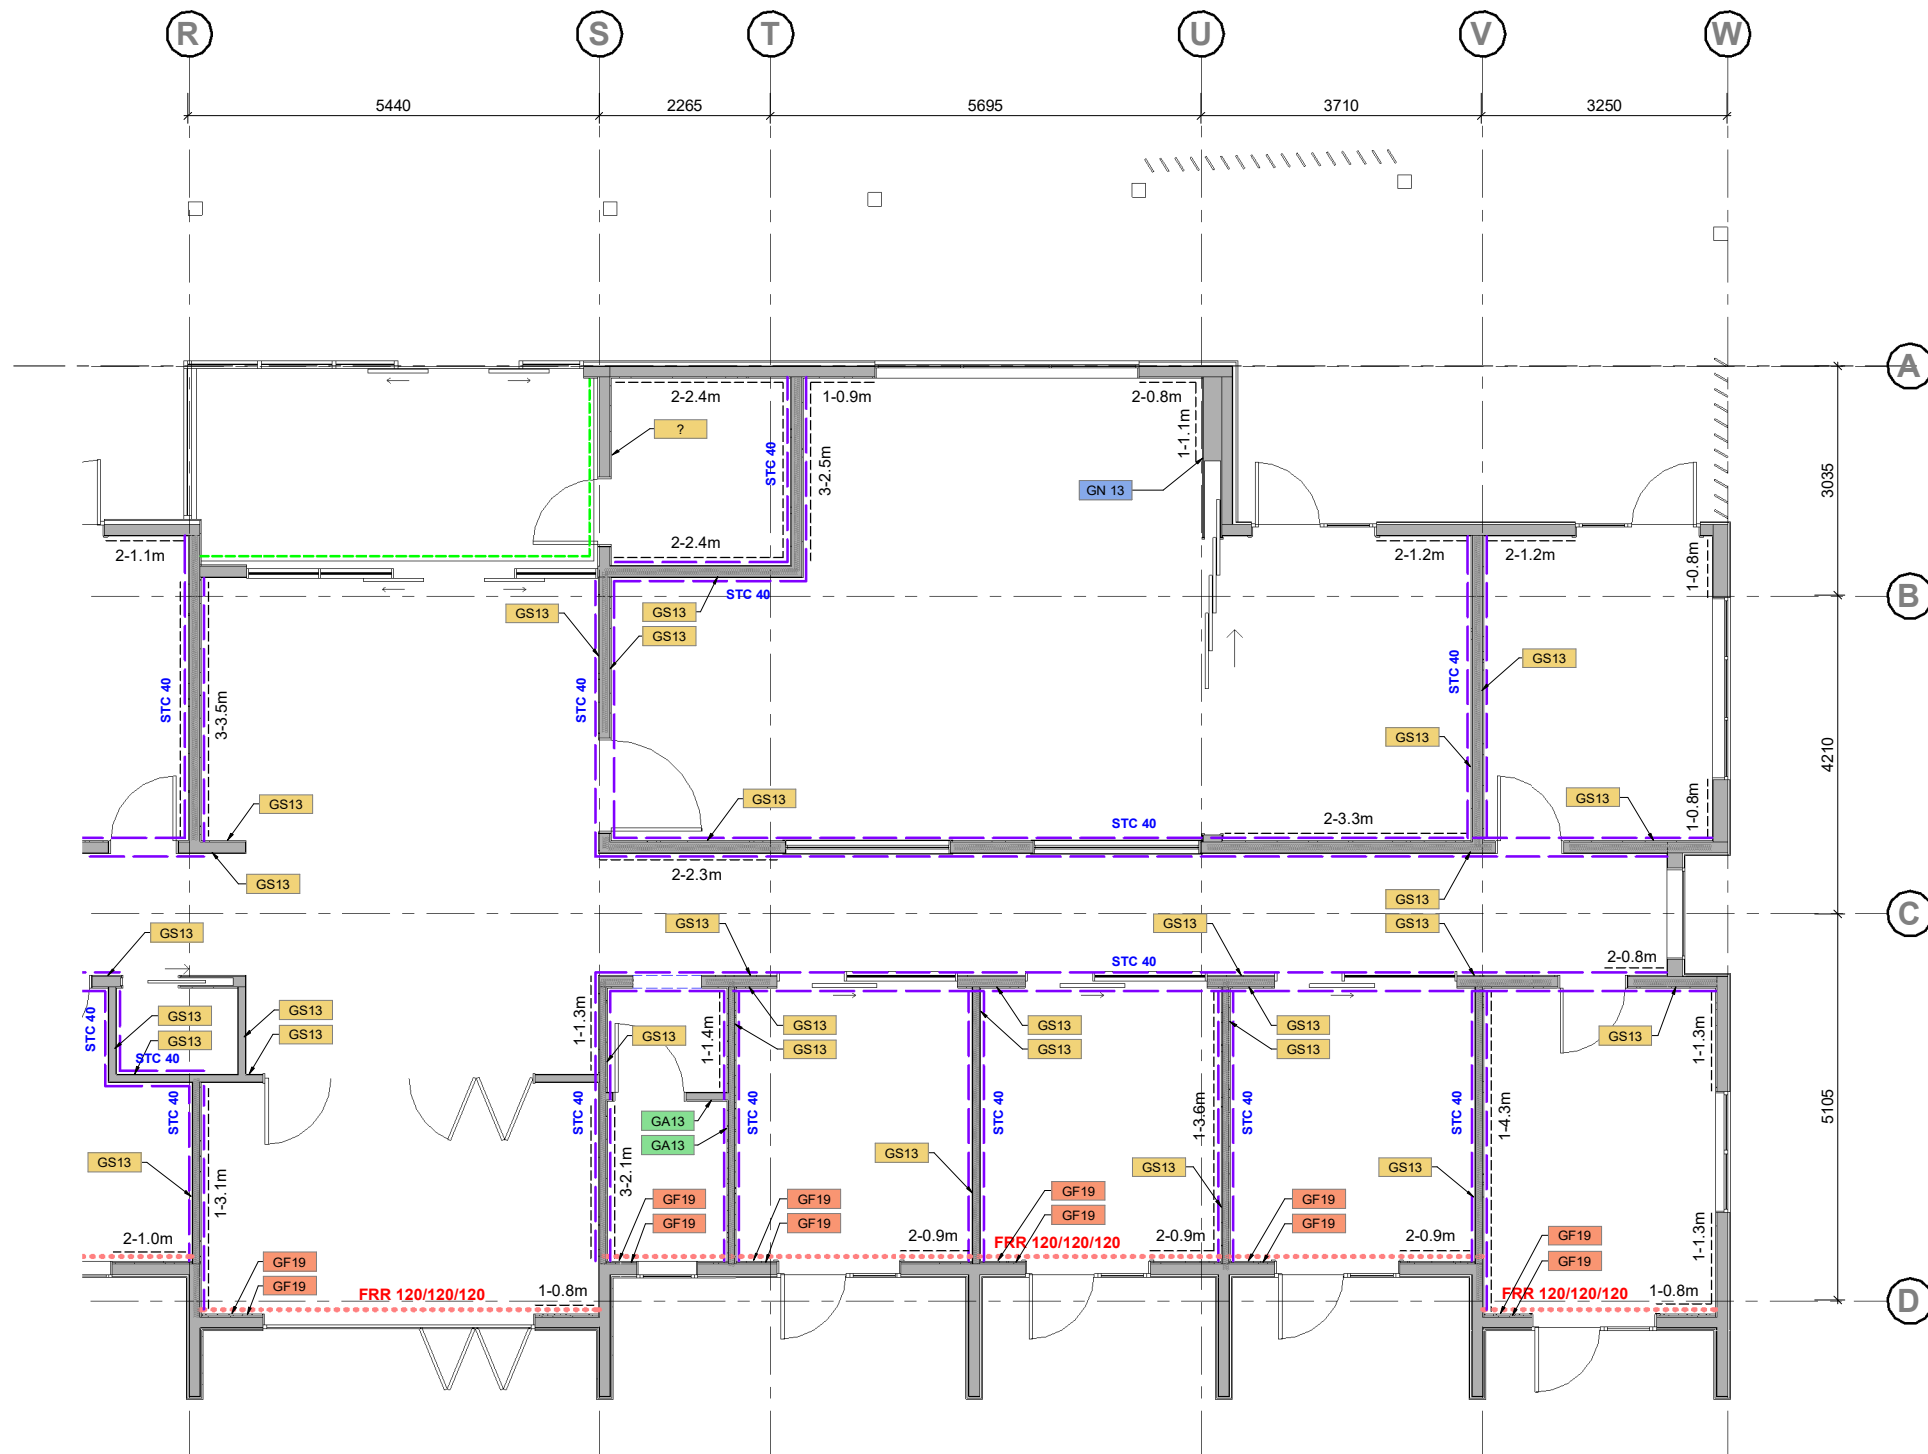 R
S
T
U
V
W
5440
2265
5695
3710
3250
A
2-2.4m
1-0.9m
2-0.8m
1-1.1m
?
STC 40
3-2.5m
GN 13
3035
2-1.1m
2-2.4m
2-1.2m
2-1.2m
1-0.8m
STC 40
B
GS13
GS13
GS13
STC 40
3-3.5m
STC 40
STC 40
GS13
GS13
4210
GS13
GS13
GS13
1-0.8m
STC 40
2-3.3m
GS13
2-2.3m
GS13
GS13
GS13
GS13
GS13
C
STC 40
2-0.8m
GS13
GS13
STC 40
GS13
GS13
STC 40
1-1.3m
GS13
1-1.4m
GS13
GS13
GS13
GS13
GS13
GS13
GS13
1-1.3m
STC 40
1-3.1m
STC 40
GA13
GA13
STC 40
STC 40
1-3.6m
STC 40
STC 40
1-4.3m
5105
GS13
3-2.1m
GS13
GS13
GS13
GF19
GF19
GF19
GF19
GF19
GF19
GF19
GF19
2-1.0m
2-0.9m
FRR 120/120/120
2-0.9m
2-0.9m
GF19
GF19
1-1.3m
GF19
GF19
FRR 120/120/120
1-0.8m
FRR 120/120/120
1-0.8m
D